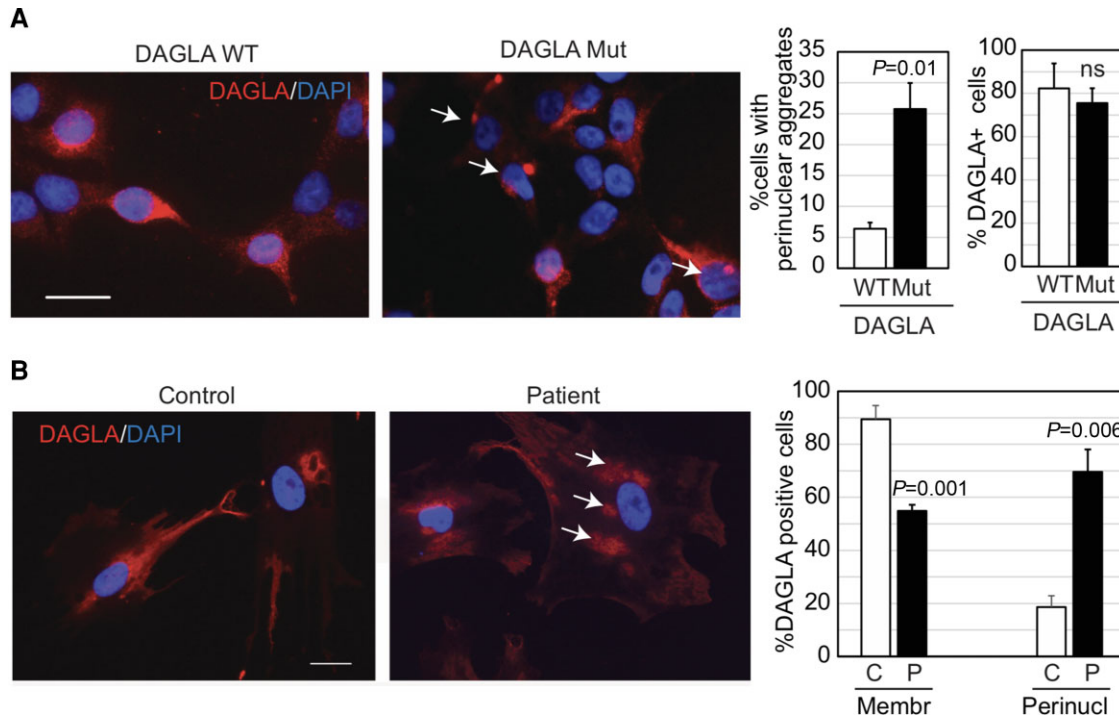 A
DAGLA WT
DAGLA Mut
DAGLA/DAPI
%cells with
perinuclear aggregates
35
30
25
20
15
10
5
0
P=0.01
WT Mut
DAGLA
% DAGLA+ cells
100
80
60
40
20
0
ns
WT Mut
DAGLA
B
Control
Patient
DAGLA/DAPI
%DAGLA positive cells
100
80
60
40
20
0
P=0.001
P=0.006
C P C P
Membr Perinucl